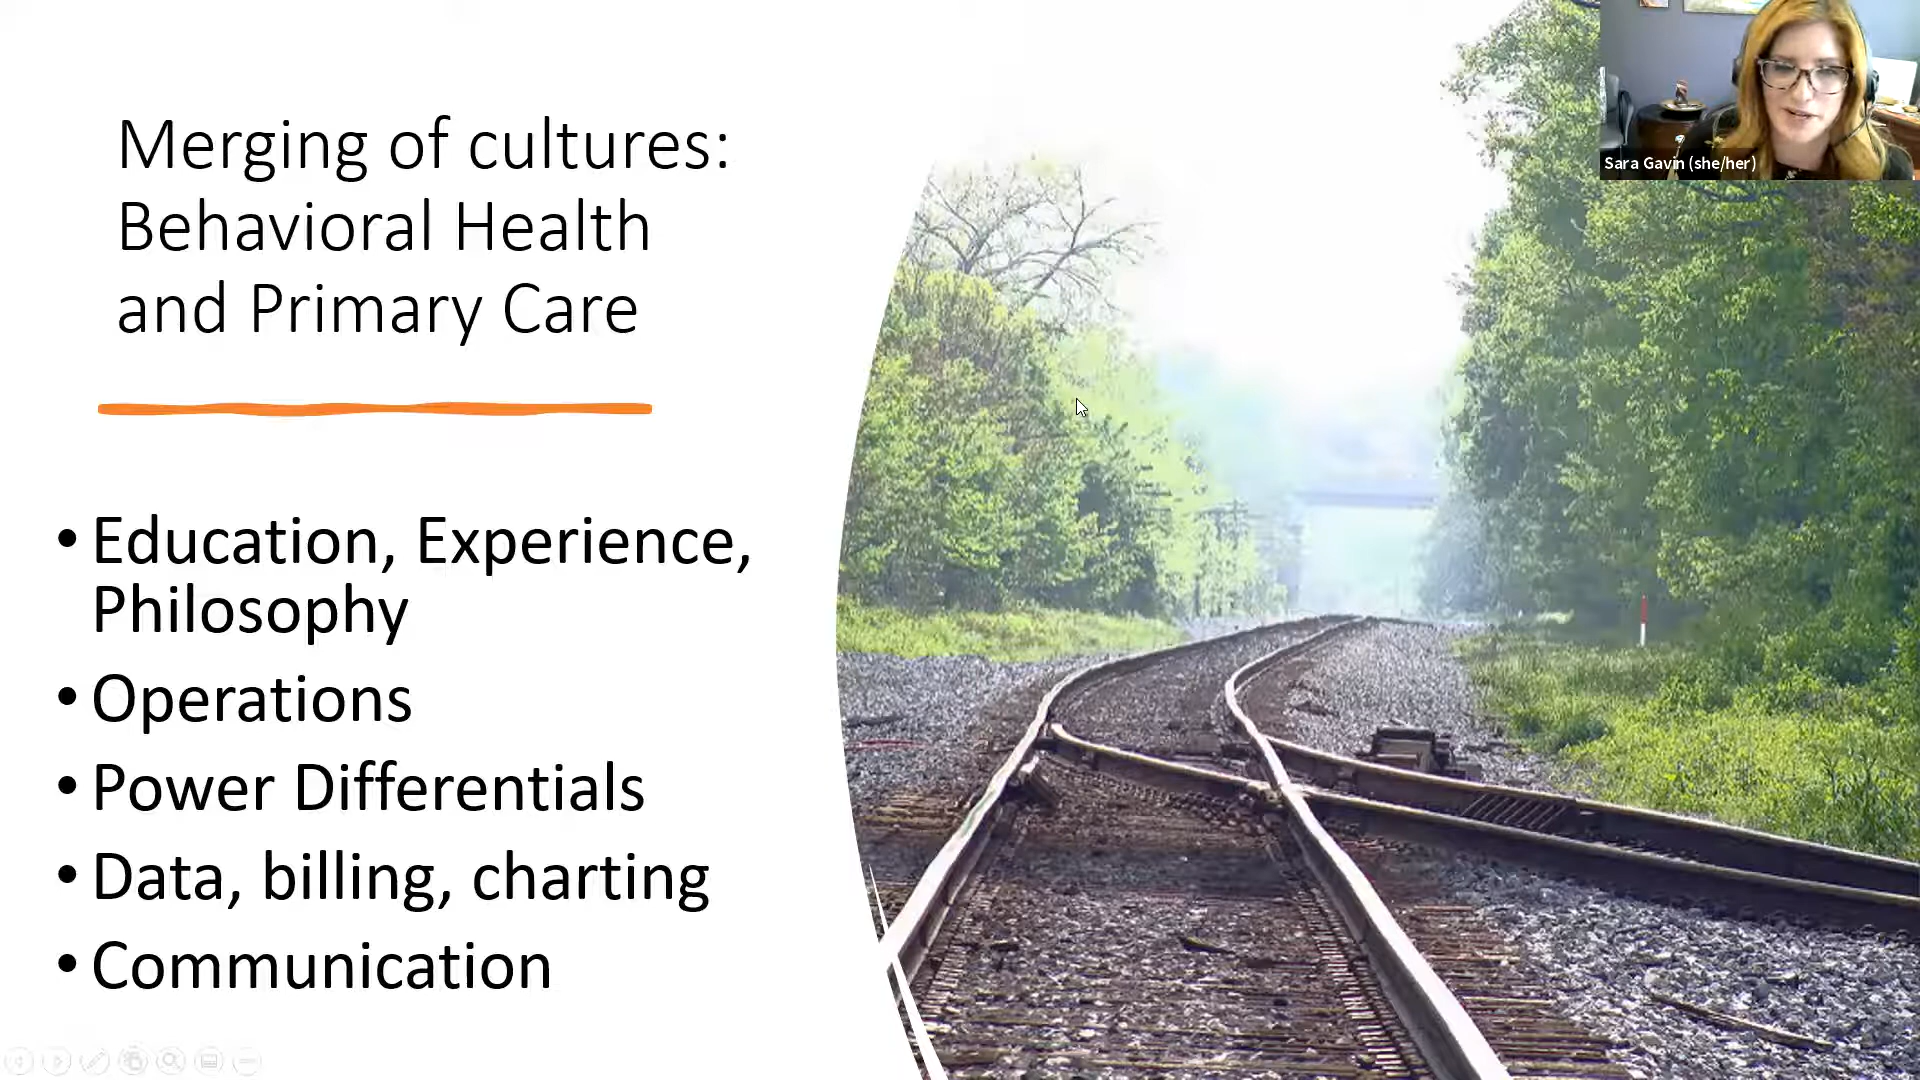 Merging of cultures:
Behavioral Health
and Primary Care
• Education, Experience,
Philosophy
• Operations
• Power Differentials
• Data, billing, charting
• Communication
Sara Gavin (she/her)